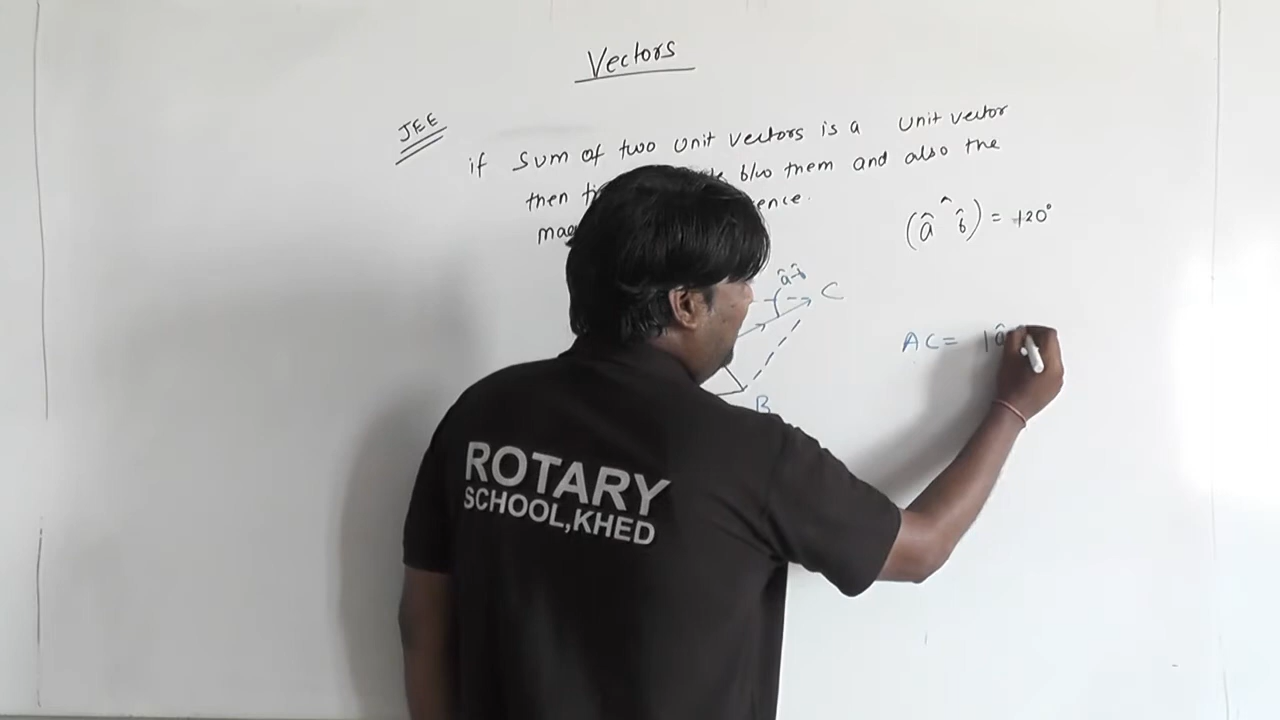 Vectors
JEE
if Sum of two unit vectors is a unit vector
then b/w them and also the
(â ^ b̂) = 120°
C
AC = |â
B
ROTARY
SCHOOL,KHED